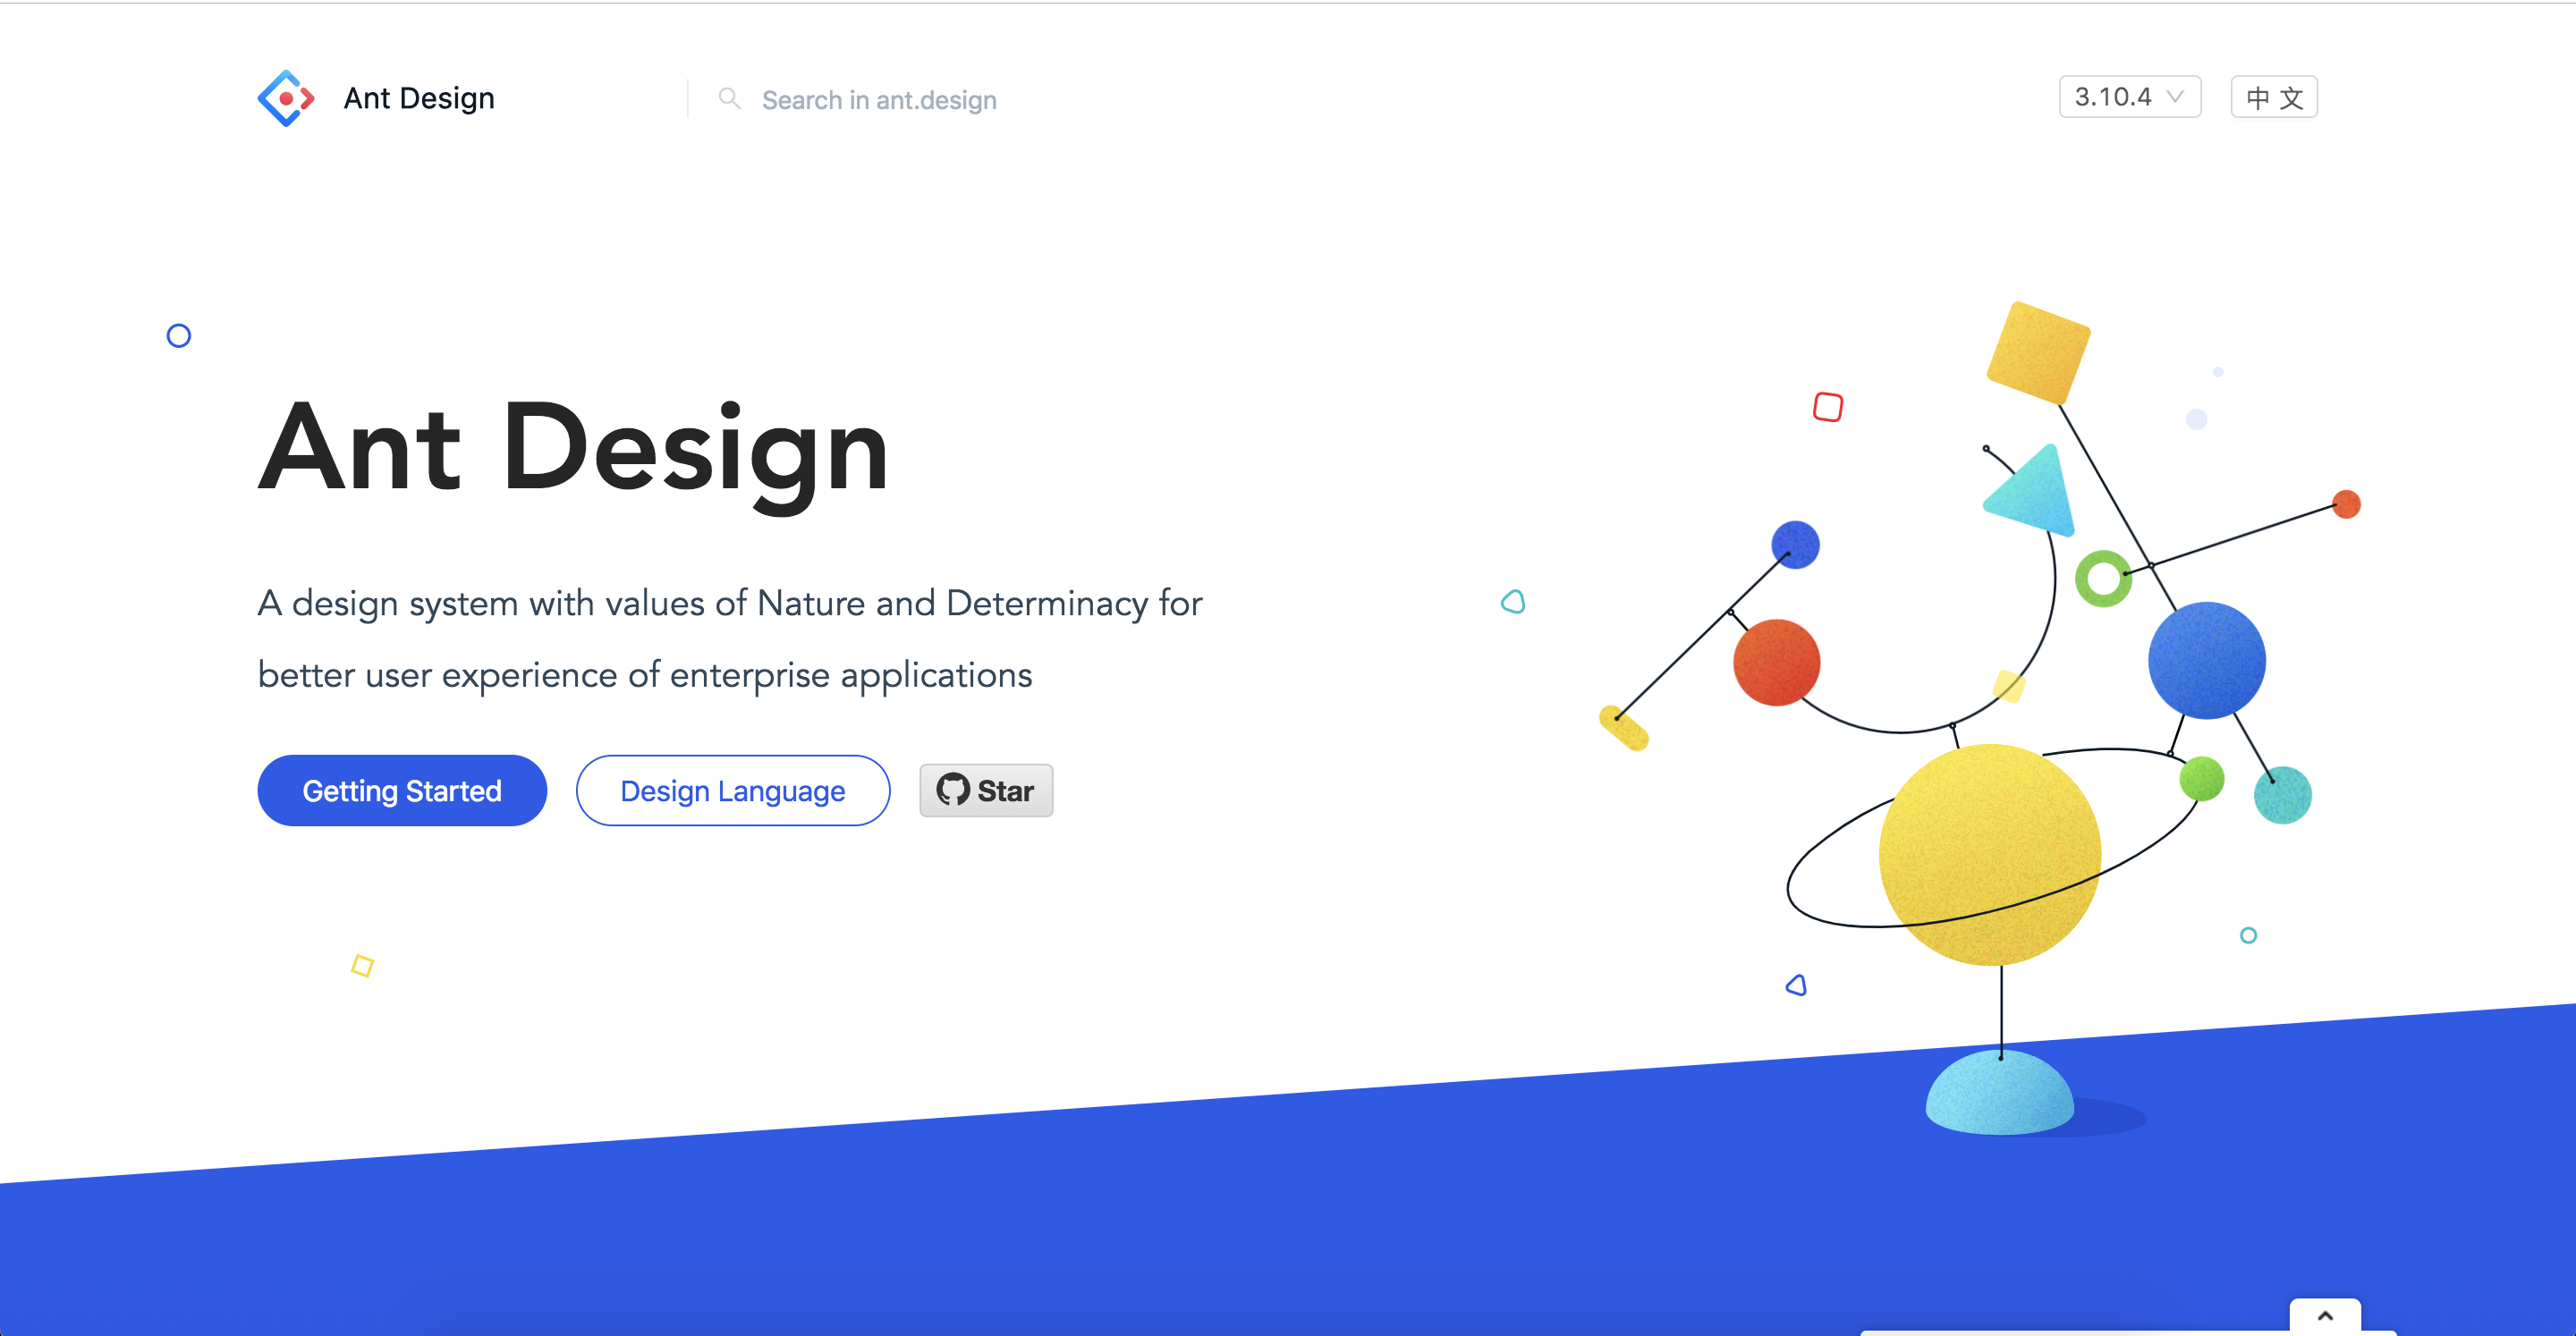 Ant Design
Search in ant.design
3.10.4
中 文
Ant Design
A design system with values of Nature and Determinacy for
better user experience of enterprise applications
Getting Started
Design Language
Star